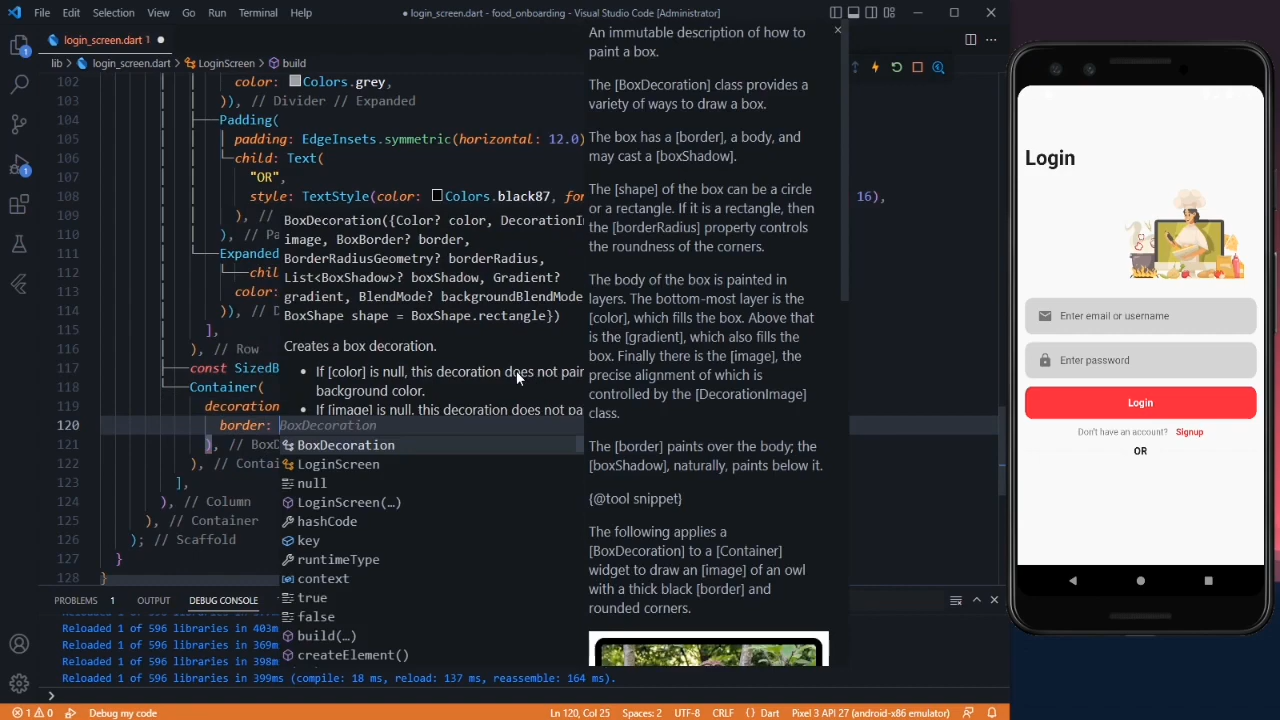 File Edit Selection View Go Run Terminal Help
login_screen.dart - food_onboarding - Visual Studio Code [Administrator]
login_screen.dart 1
lib > login_screen.dart > LoginScreen > build
102 color: Colors.grey,
103 )), // Divider // Expanded
104 Padding(
105 padding: EdgeInsets.symmetric(horizontal: 12.0)
106 child: Text(
107 "OR",
108 style: TextStyle(color: Colors.black87, fon 16),
109 ), //
110 ), // Pa
111 Expanded
112 chil
113 color:
114 )), // D
115 ],
116 ), // Row
117 const SizedB
118 Container(
119 decoration
120 border: BoxDecoration
121 ), // BoxD
122 ), // Contai
123 ],
124 ), // Column
125 ), // Container
126 ); // Scaffold
127 }
128 }
BoxDecoration({Color? color, DecorationIm
image, BoxBorder? border,
BorderRadiusGeometry? borderRadius,
List<BoxShadow>? boxShadow, Gradient?
gradient, BlendMode? backgroundBlendMode
BoxShape shape = BoxShape.rectangle})
Creates a box decoration.
• If [color] is null, this decoration does not pain
background color.
• If [image] is null, this decoration does not pa
BoxDecoration
LoginScreen
null
LoginScreen(…)
hashCode
key
runtimeType
context
true
false
build(…)
createElement()
An immutable description of how to
paint a box.
The [BoxDecoration] class provides a
variety of ways to draw a box.
The box has a [border], a body, and
may cast a [boxShadow].
The [shape] of the box can be a circle
or a rectangle. If it is a rectangle, then
the [borderRadius] property controls
the roundness of the corners.
The body of the box is painted in
layers. The bottom-most layer is the
[color], which fills the box. Above that
is the [gradient], which also fills the
box. Finally there is the [image], the
precise alignment of which is
controlled by the [DecorationImage]
class.
The [border] paints over the body; the
[boxShadow], naturally, paints below it.
{@tool snippet}
The following applies a
[BoxDecoration] to a [Container]
widget to draw an [image] of an owl
with a thick black [border] and
rounded corners.
PROBLEMS 1 OUTPUT DEBUG CONSOLE
Reloaded 1 of 596 libraries in 403m
Reloaded 1 of 596 libraries in 369m
Reloaded 1 of 596 libraries in 398m
Reloaded 1 of 596 libraries in 399ms (compile: 18 ms, reload: 137 ms, reassemble: 164 ms).
1 0 Debug my code Ln 120, Col 25 Spaces: 2 UTF-8 CRLF {} Dart Pixel 3 API 27 (android-x86 emulator)
Login
Enter email or username
Enter password
Login
Don't have an account? Signup
OR